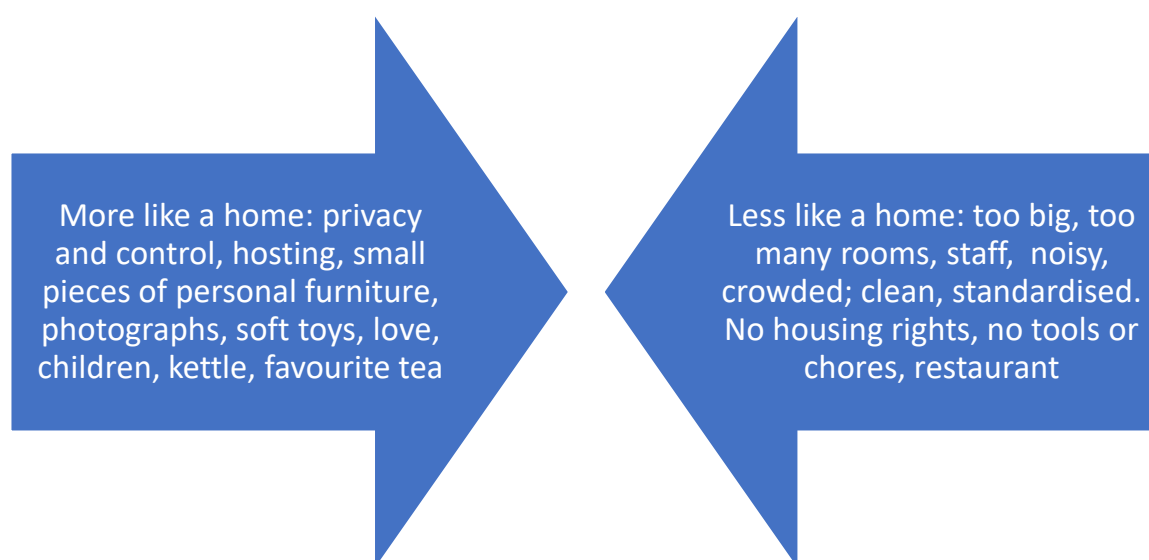 More like a home: privacy
and control, hosting, small
pieces of personal furniture,
photographs, soft toys, love,
children, kettle, favourite tea
Less like a home: too big, too
many rooms, staff,  noisy,
crowded; clean, standardised.
No housing rights, no tools or
chores, restaurant